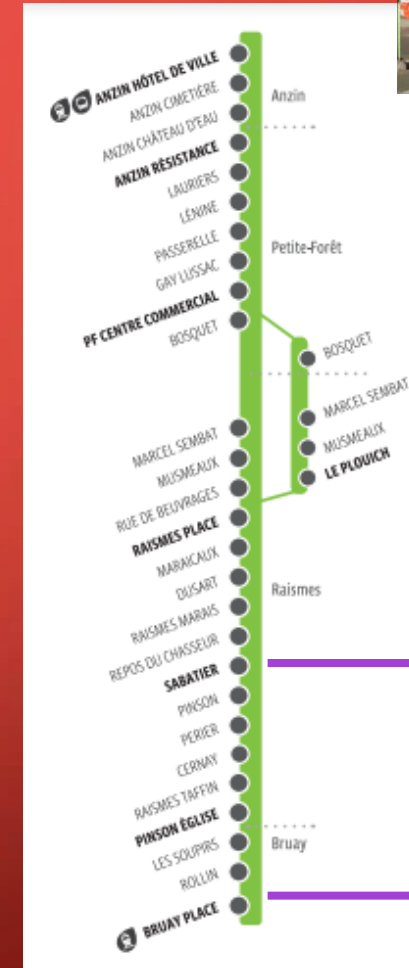 ANZIN HÔTEL DE VILLE
ANZIN CIMETIÈRE
Anzin
ANZIN CHÂTEAU D'EAU
ANZIN RÉSISTANCE
LAURIERS
LÉNINE
PASSERELLE
Petite-Forêt
GAY LUSSAC
PF CENTRE COMMERCIAL
BOSQUET
BOSQUET
MARCEL SEMBAT
MUSMEAUX
LE PLOUICH
MARCEL SEMBAT
MUSMEAUX
RUE DE BEUVRAGES
RAISMES PLACE
MARAICAUX
DUSART
Raismes
RAISMES MARAIS
REPOS DU CHASSEUR
SABATIER
PINSON
PERIER
CERNAY
RAISMES TAFFIN
PINSON ÉGLISE
Bruay
LES SOUPIRS
ROLLIN
BRUAY PLACE